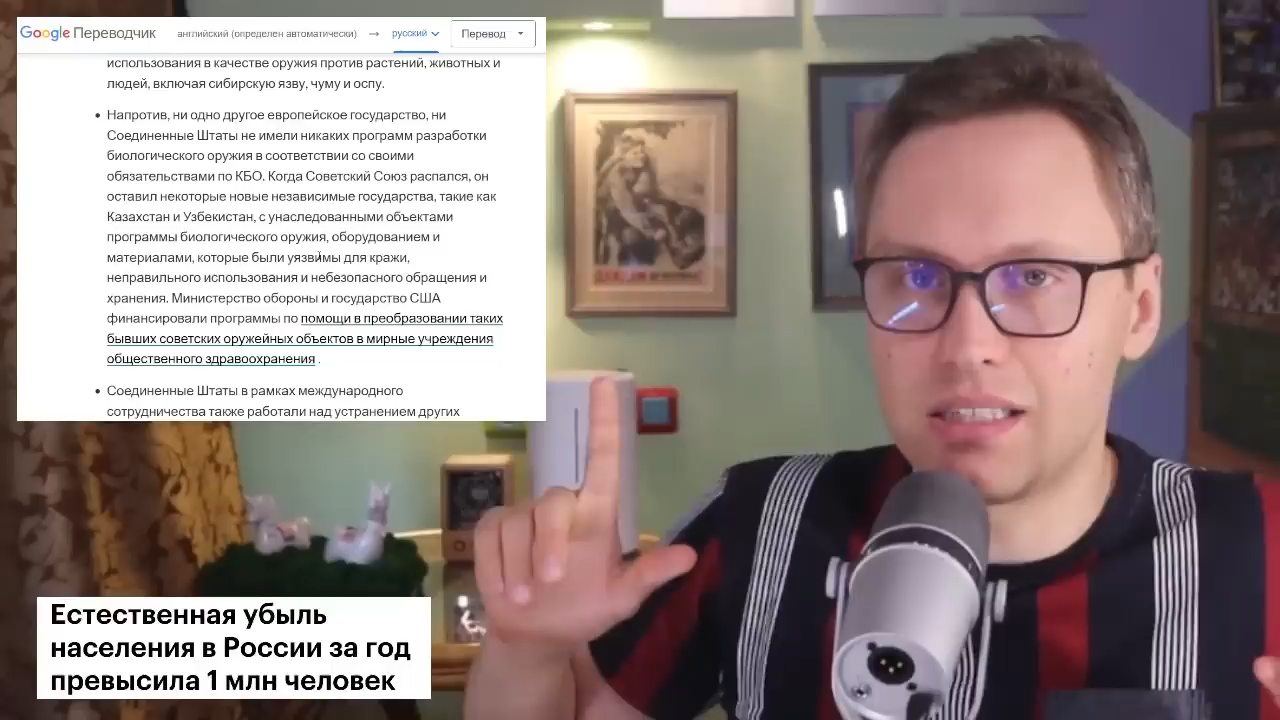 Google Переводчик английский (определен автоматически) → русский Перевод
использования в качестве оружия против растений, животных и
людей, включая сибирскую язву, чуму и оспу.
• Напротив, ни одно другое европейское государство, ни
Соединенные Штаты не имели никаких программ разработки
биологического оружия в соответствии со своими
обязательствами по КБО. Когда Советский Союз распался, он
оставил некоторые новые независимые государства, такие как
Казахстан и Узбекистан, с унаследованными объектами
программы биологического оружия, оборудованием и
материалами, которые были уязвимы для кражи,
неправильного использования и небезопасного обращения и
хранения. Министерство обороны и государство США
финансировали программы по помощи в преобразовании таких
бывших советских оружейных объектов в мирные учреждения
общественного здравоохранения .
• Соединенные Штаты в рамках международного
сотрудничества также работали над устранением других
Естественная убыль
населения в России за год
превысила 1 млн человек